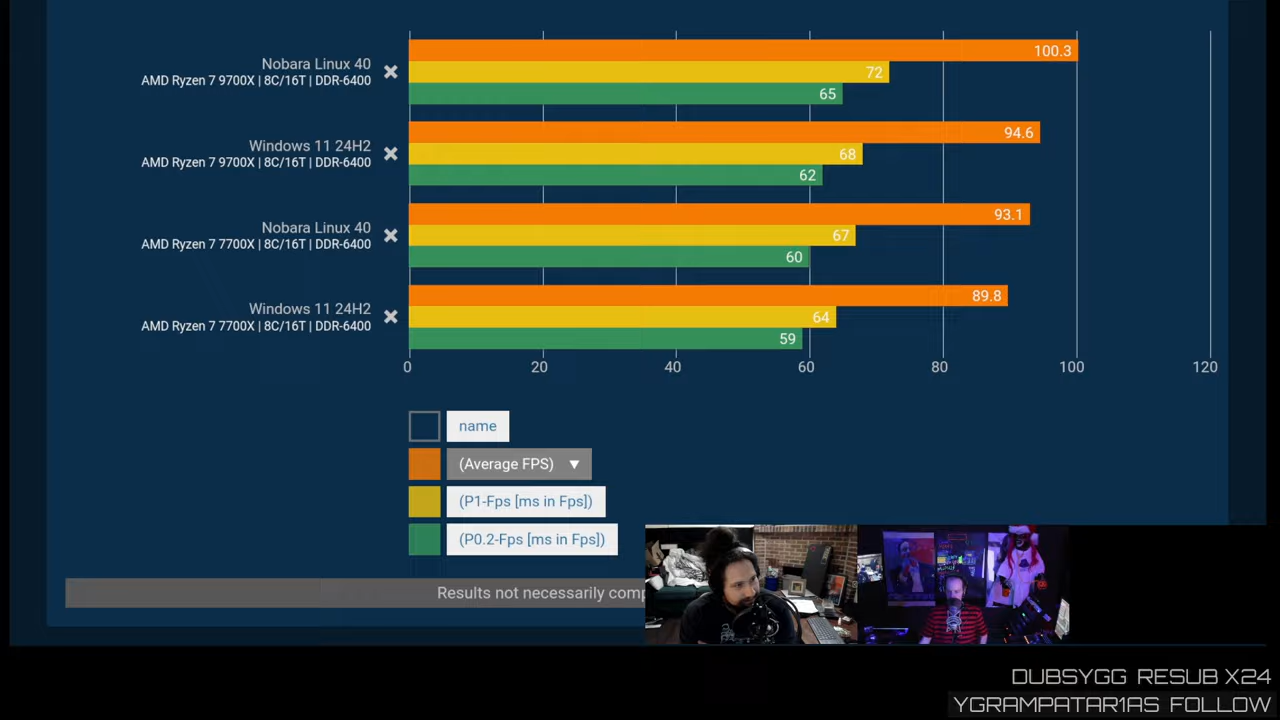 Nobara Linux 40
AMD Ryzen 7 9700X | 8C/16T | DDR-6400
100.3
72
65
Windows 11 24H2
AMD Ryzen 7 9700X | 8C/16T | DDR-6400
94.6
68
62
Nobara Linux 40
AMD Ryzen 7 7700X | 8C/16T | DDR-6400
93.1
67
60
Windows 11 24H2
AMD Ryzen 7 7700X | 8C/16T | DDR-6400
89.8
64
59
0 20 40 60 80 100 120
name
(Average FPS) ▼
(P1-Fps [ms in Fps])
(P0.2-Fps [ms in Fps])
Results not necessarily
DUBSYGG RESUB X24
YGRAMPATAR1AS FOLLOW